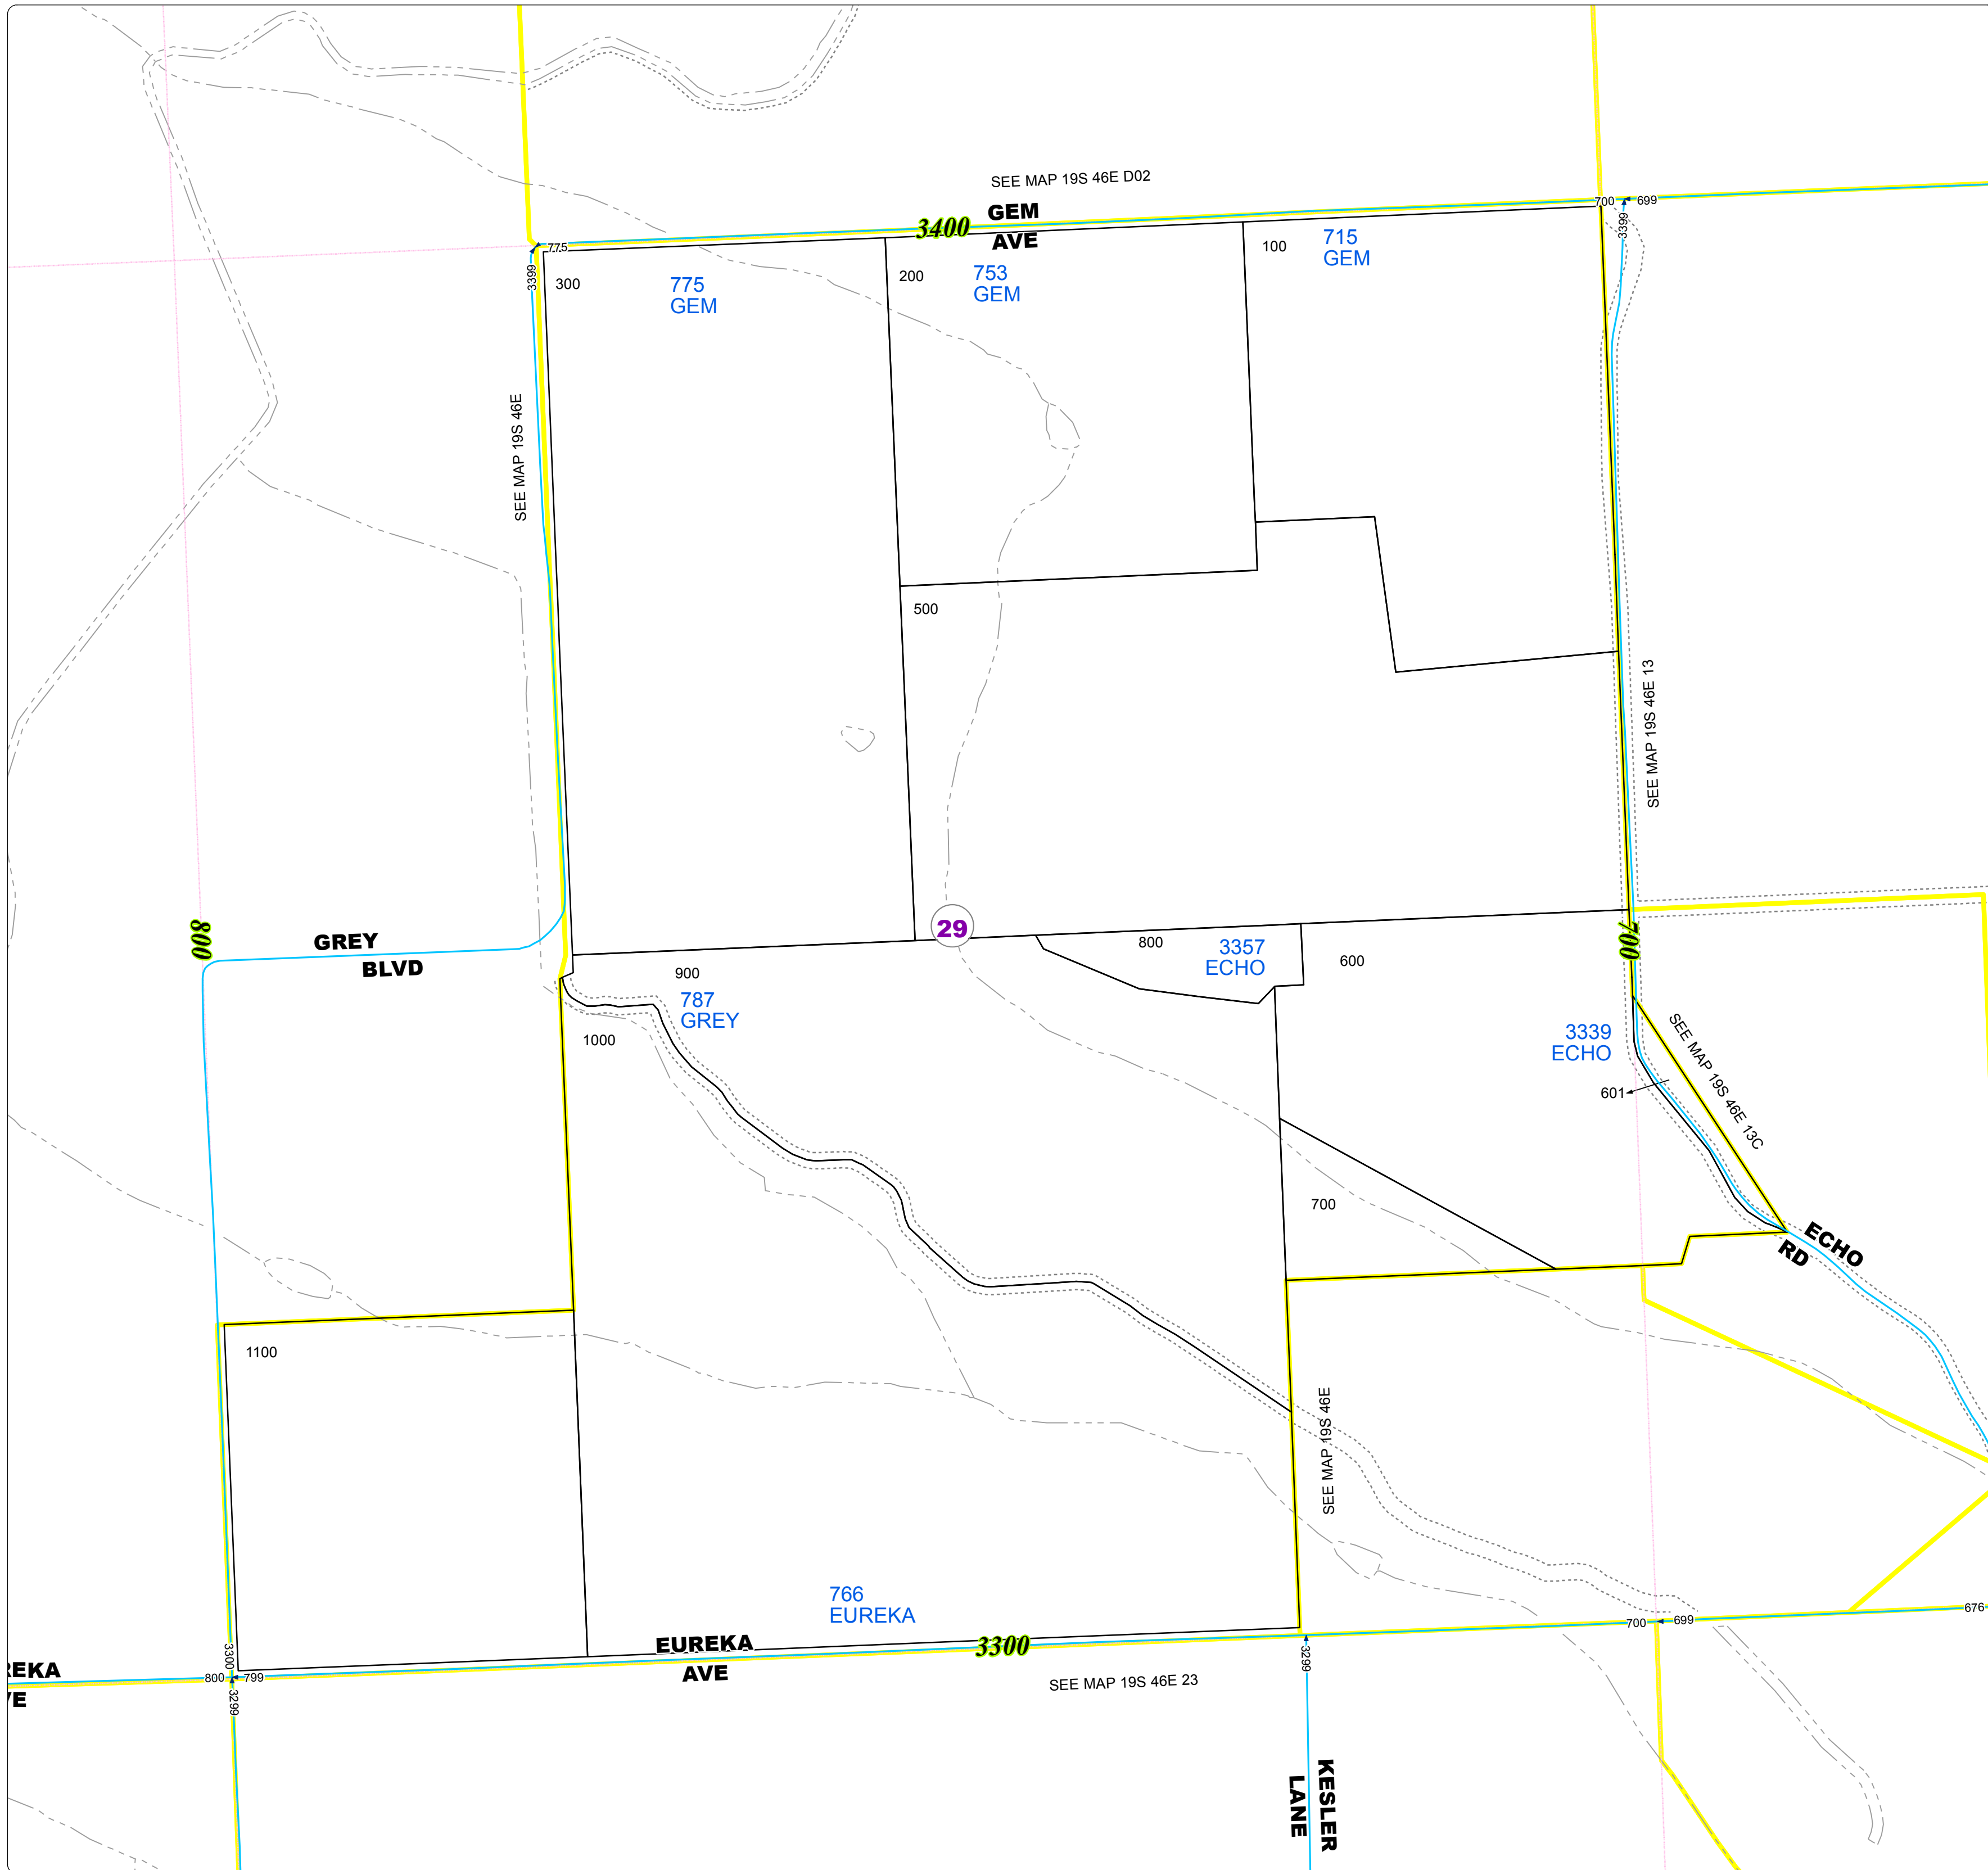 SEE MAP 19S 46E D02
3400
GEM
AVE
700
699
3399
775
3399
300
775
GEM
200
753
GEM
100
715
GEM
SEE MAP 19S 46E
500
SEE MAP 19S 46E 13
800
GREY
BLVD
29
900
787
GREY
1000
800
3357
ECHO
600
700
3339
ECHO
601
SEE MAP 19S 46E 13C
700
ECHO
RD
1100
SEE MAP 19S 46E
766
EUREKA
EUREKA
AVE
3300
SEE MAP 19S 46E 23
700
699
676
REKA
VE
3300
800
799
3299
3299
KESLER
LANE